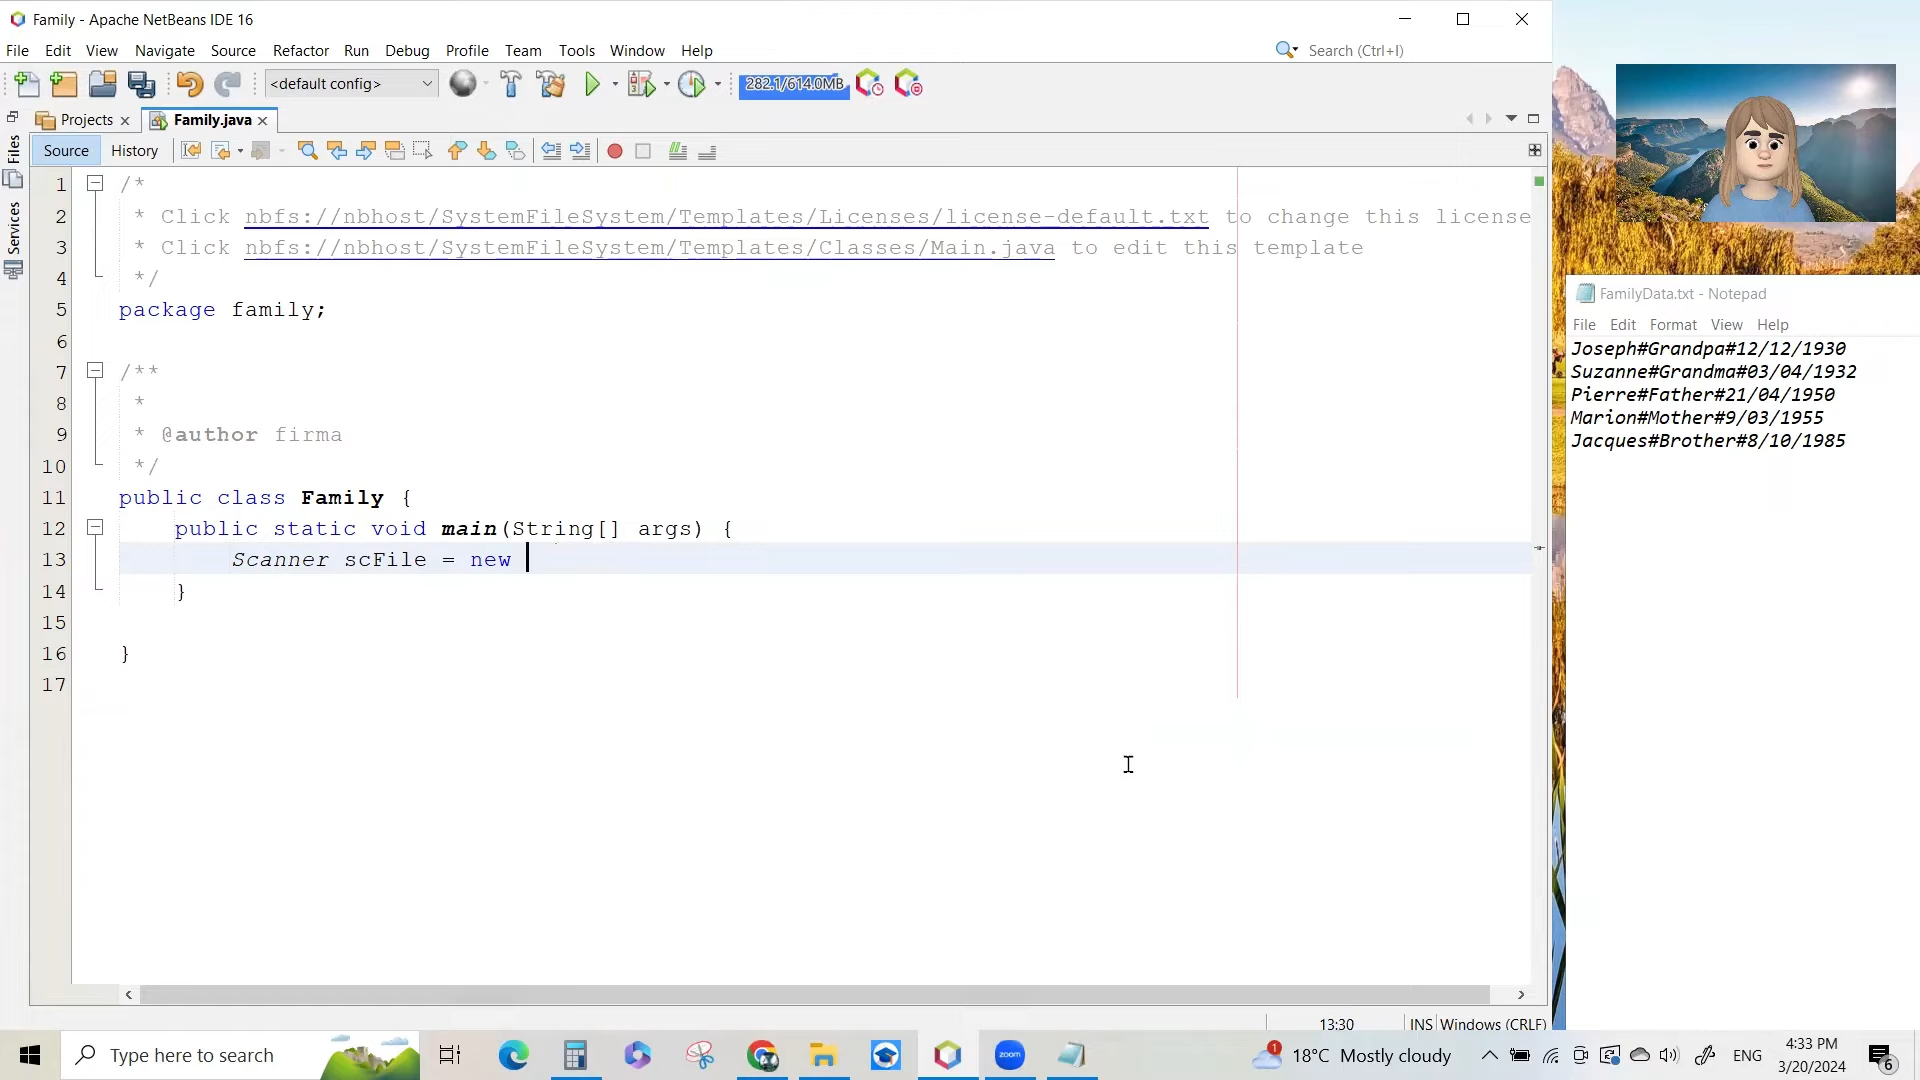 Family - Apache NetBeans IDE 16
File Edit View Navigate Source Refactor Run Debug Profile Team Tools Window Help
Search (Ctrl+I)
<default config>
282.1/614.0MB
Projects
Family.java
Files
Services
Source History
1 /*
2 * Click nbfs://nbhost/SystemFileSystem/Templates/Licenses/license-default.txt to change this license
3 * Click nbfs://nbhost/SystemFileSystem/Templates/Classes/Main.java to edit this template
4 */
5 package family;
6
7 /**
8 *
9 * @author firma
10 */
11 public class Family {
12 public static void main(String[] args) {
13 Scanner scFile = new
14 }
15
16 }
17
13:30 INS Windows (CRLF)
FamilyData.txt - Notepad
File Edit Format View Help
Joseph#Grandpa#12/12/1930
Suzanne#Grandma#03/04/1932
Pierre#Father#21/04/1950
Marion#Mother#9/03/1955
Jacques#Brother#8/10/1985
Type here to search
zoom
1
18°C Mostly cloudy
ENG
4:33 PM
3/20/2024
6